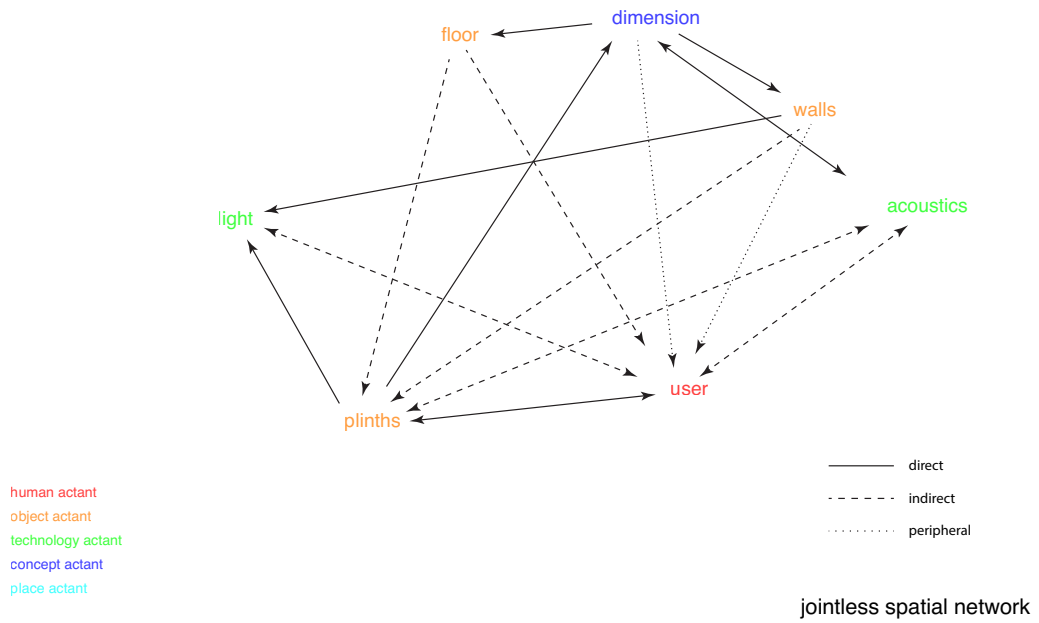 dimension
floor
walls
acoustics
light
user
plinths
direct
human actant
indirect
object actant
peripheral
technology actant
concept actant
place actant
jointless spatial network